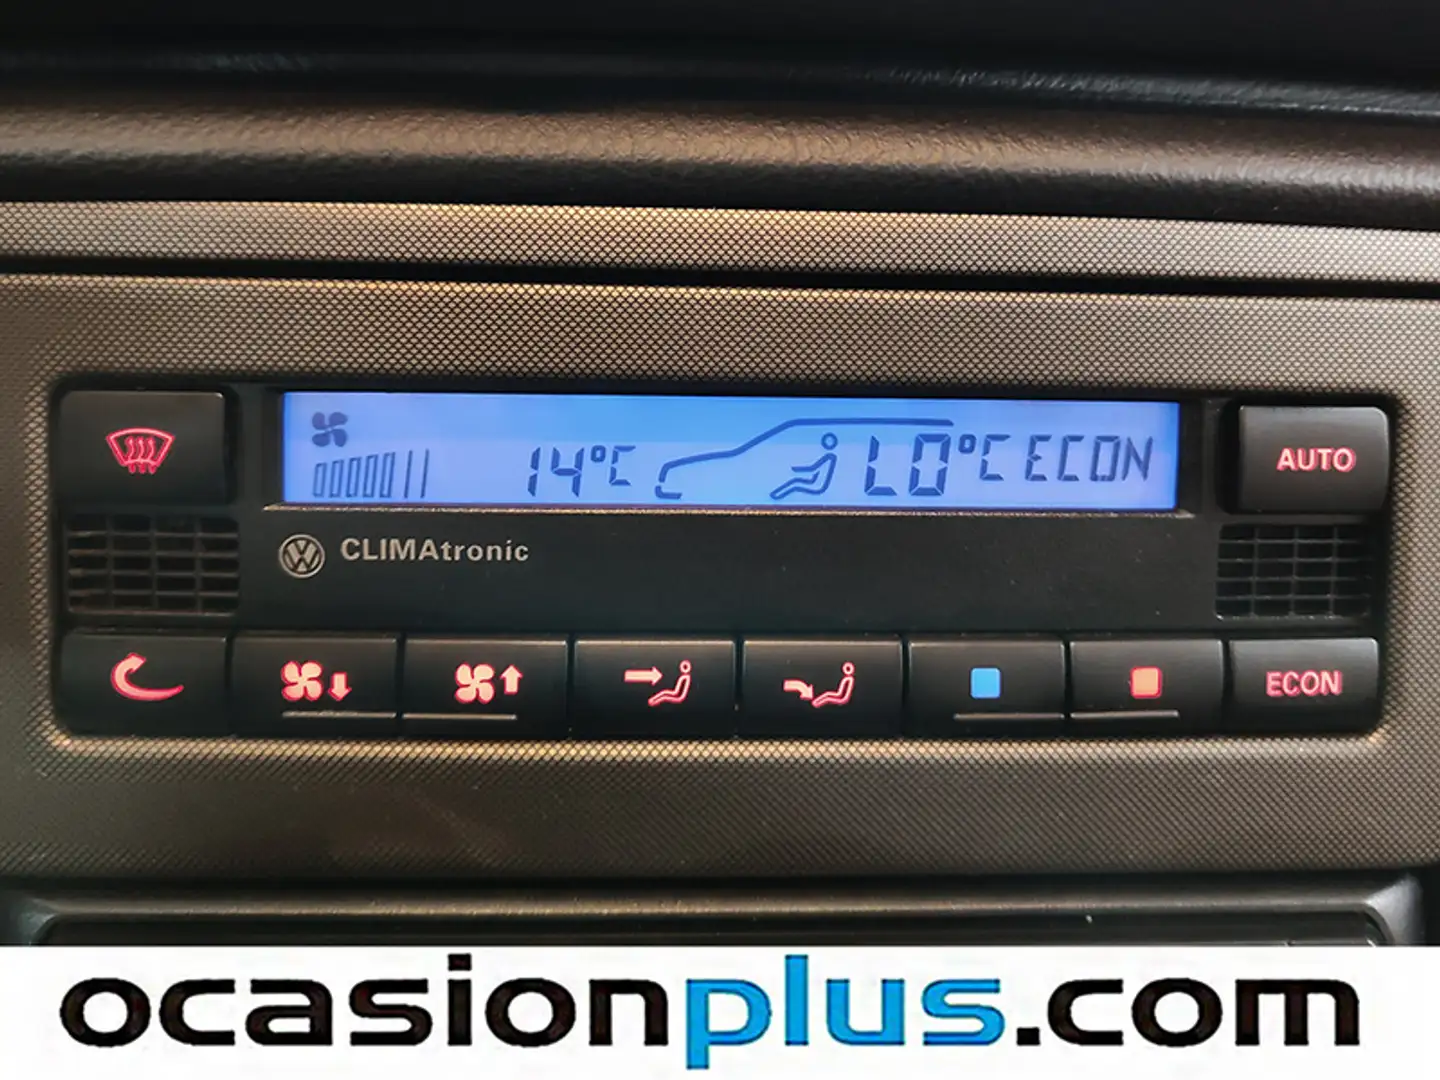 14°C LO°C ECON
AUTO
CLIMAtronic
ECON
ocasionplus.com